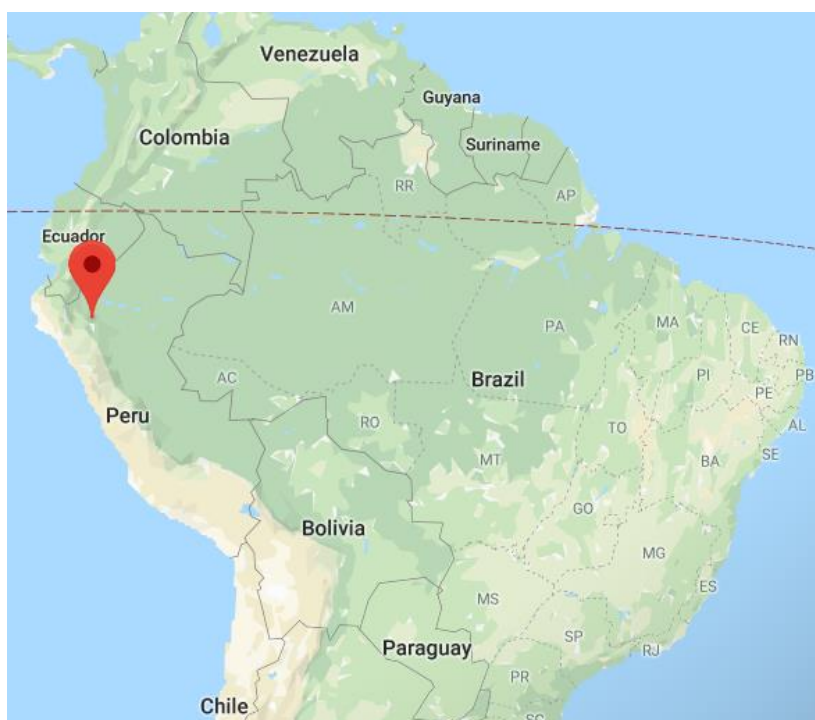 Venezuela
Guyana
Colombia
Suriname
RR
AP
Ecuador
AM
PA
MA
CE
RN
AC
Brazil
PI
PB
PE
Peru
RO
TO
AL
MT
BA
SE
GO
Bolivia
MG
ES
MS
SP
Paraguay
RJ
PR
Chile
SC